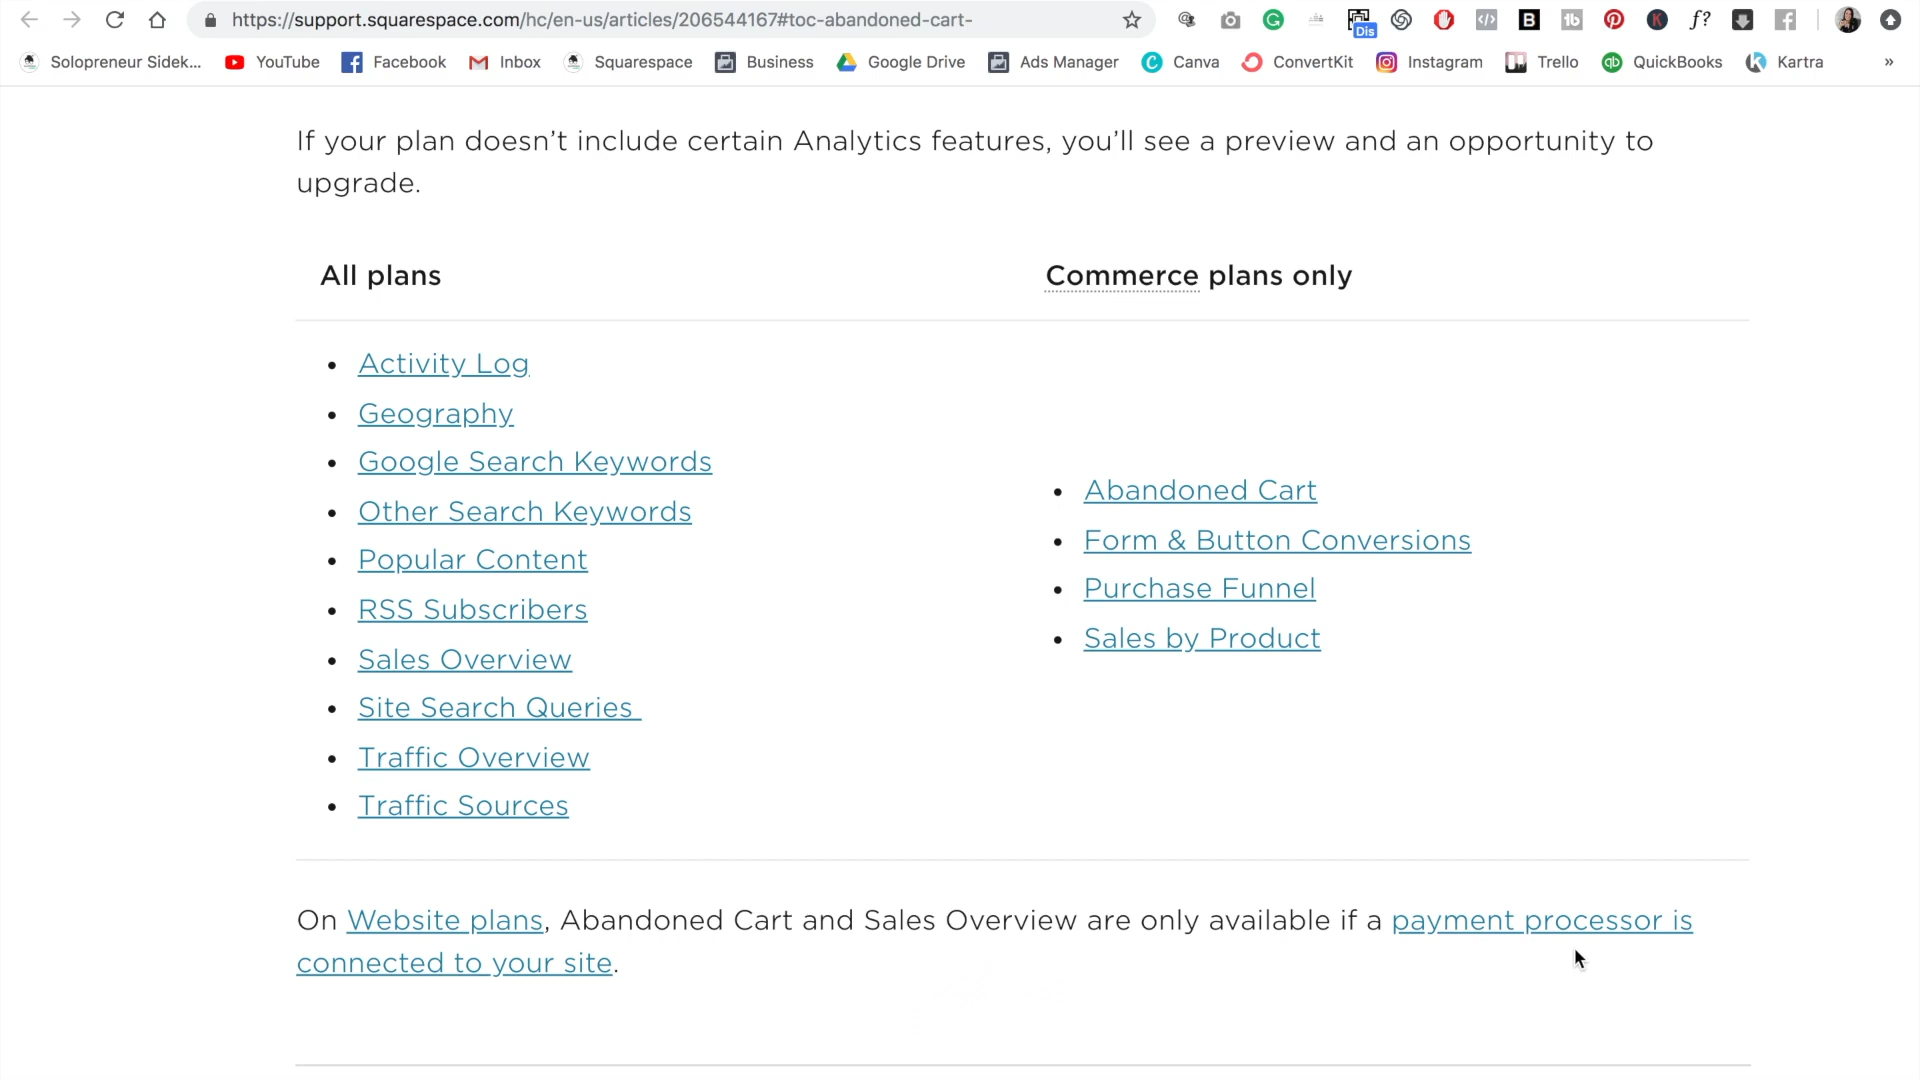 https://support.squarespace.com/hc/en-us/articles/206544167#toc-abandoned-cart-
Dis
Solopreneur Sidek... YouTube Facebook Inbox Squarespace Business Google Drive Ads Manager Canva ConvertKit Instagram Trello QuickBooks Kartra »
If your plan doesn’t include certain Analytics features, you’ll see a preview and an opportunity to
upgrade.
All plans
Commerce plans only
Activity Log
Geography
Google Search Keywords
Other Search Keywords
Popular Content
RSS Subscribers
Sales Overview
Site Search Queries
Traffic Overview
Traffic Sources
Abandoned Cart
Form & Button Conversions
Purchase Funnel
Sales by Product
On Website plans, Abandoned Cart and Sales Overview are only available if a payment processor is
connected to your site.